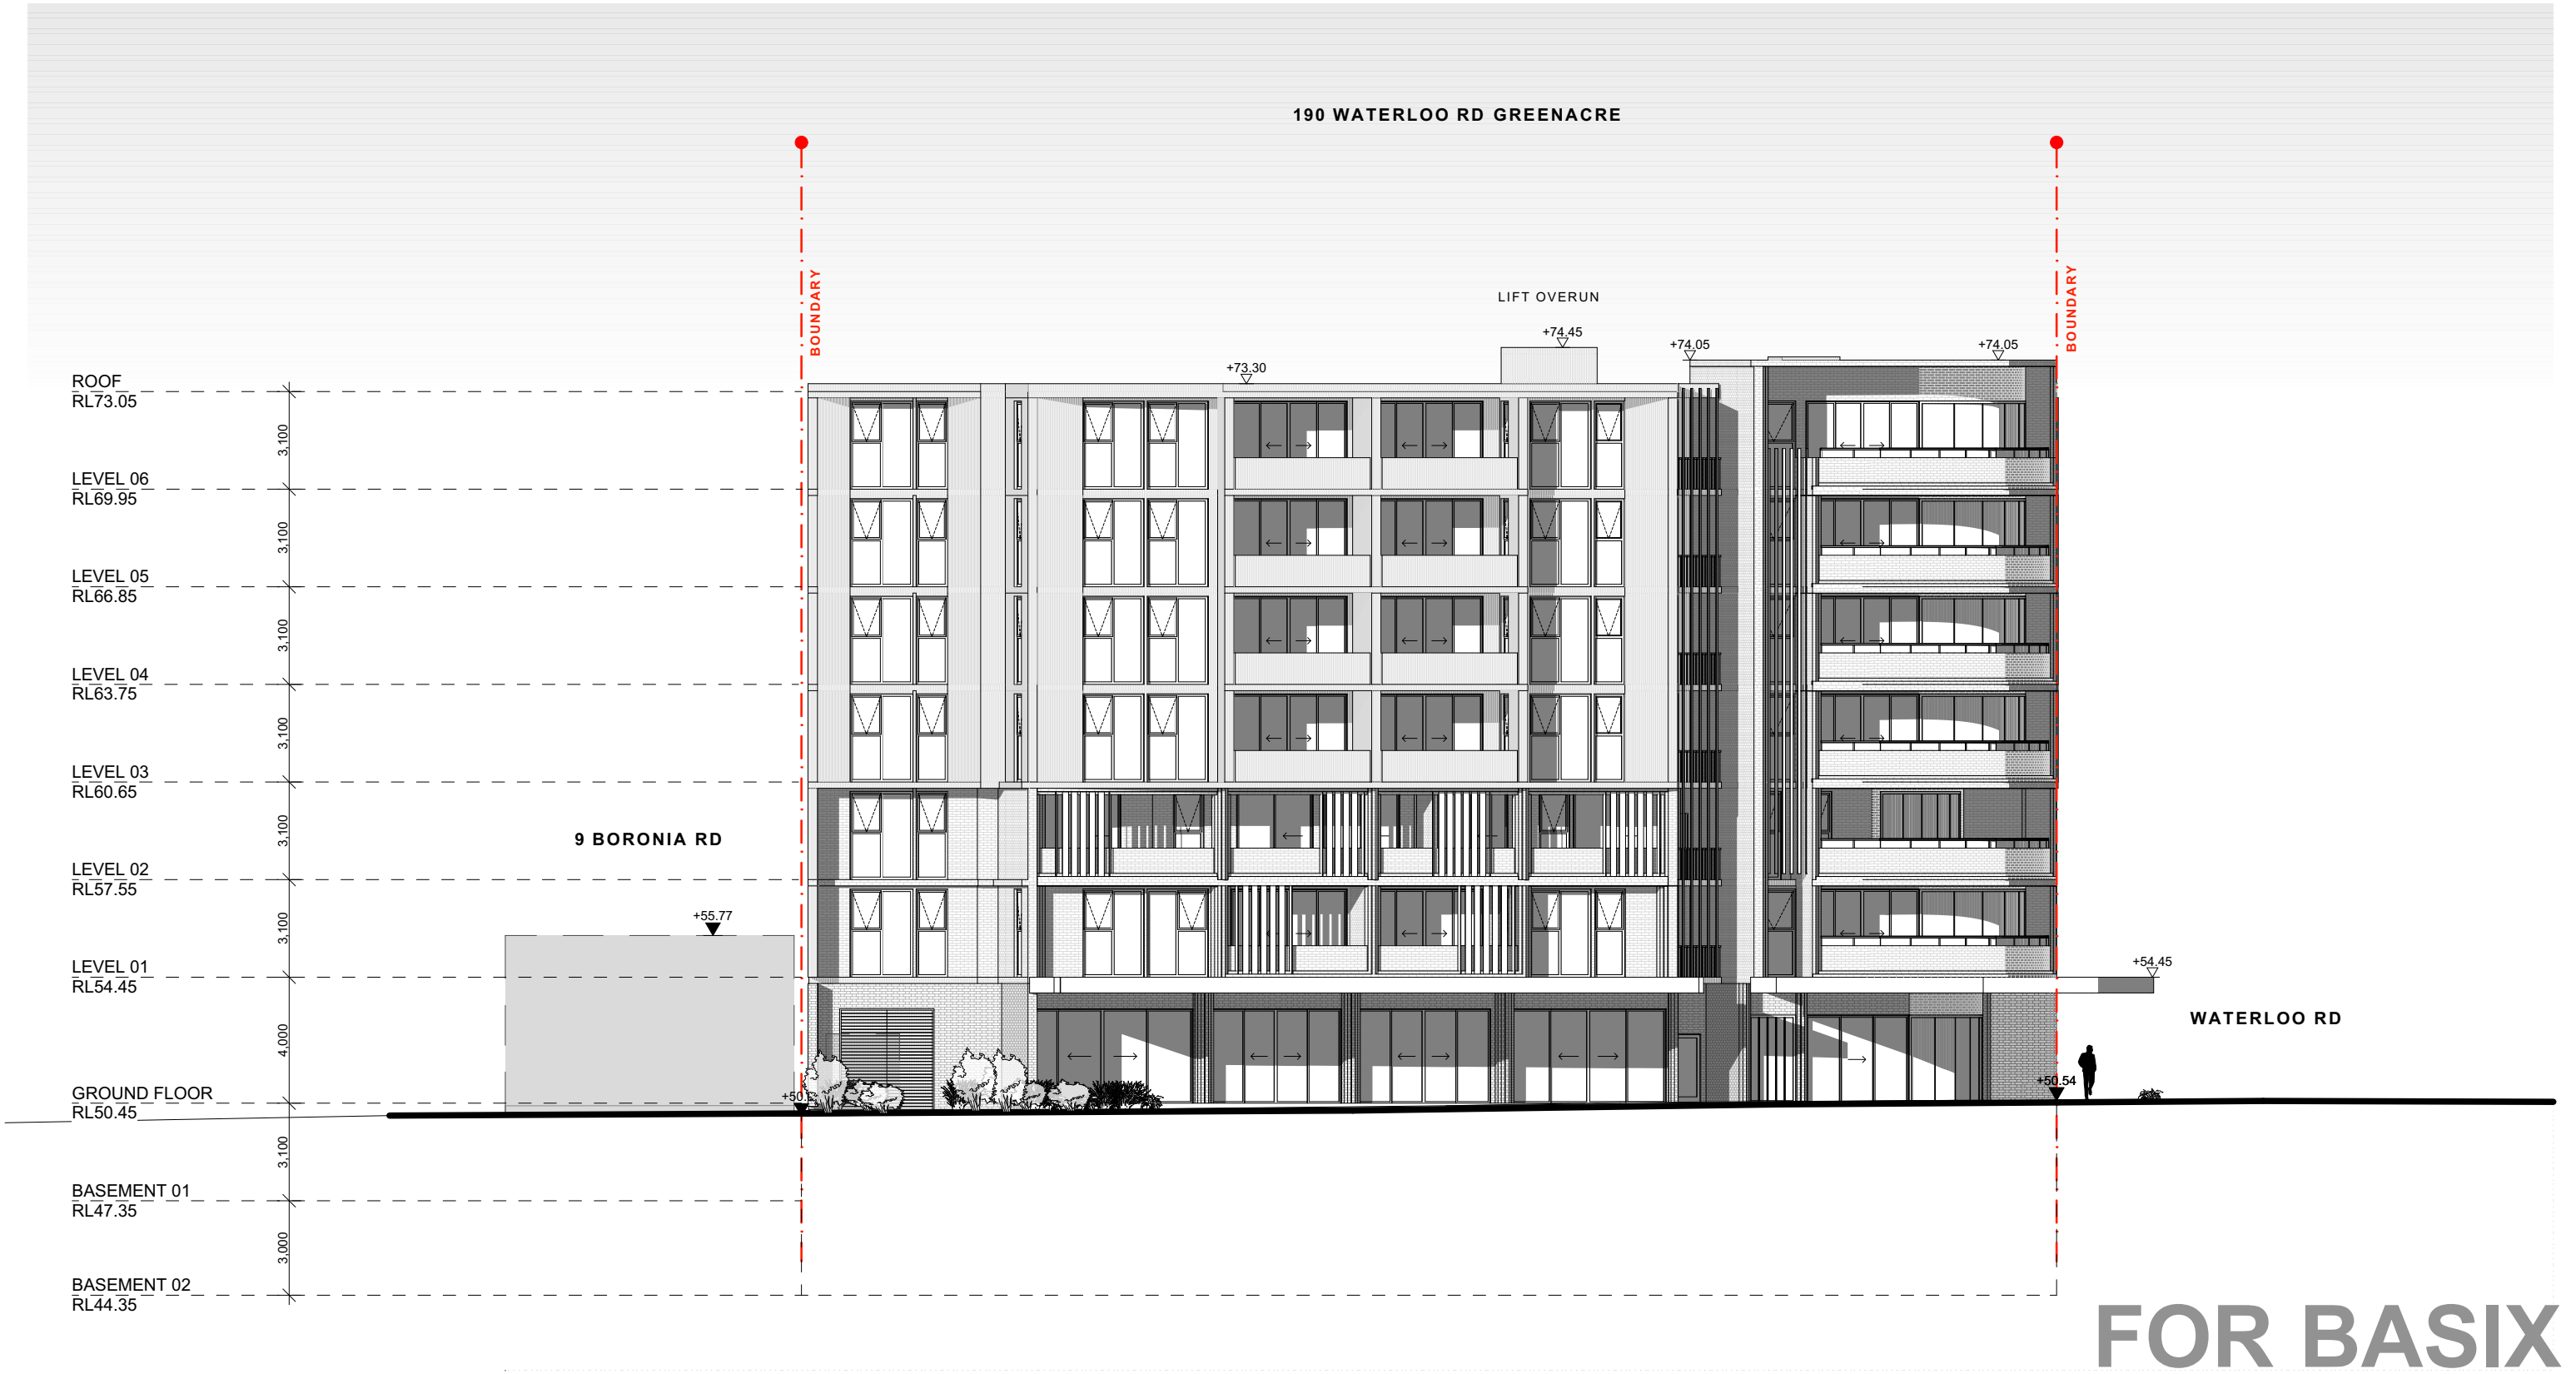 190 WATERLOO RD GREENACRE
BOUNDARY
BOUNDARY
LIFT OVERUN
+74.45
+74.05
+74.05
+73.30
ROOF
RL73.05
3,100
LEVEL 06
RL69.95
3,100
LEVEL 05
RL66.85
3,100
LEVEL 04
RL63.75
3,100
LEVEL 03
RL60.65
3,100
9 BORONIA RD
LEVEL 02
RL57.55
3,100
+55.77
LEVEL 01
RL54.45
+54.45
WATERLOO RD
4,000
GROUND FLOOR
RL50.45
+50.54
3,100
BASEMENT 01
RL47.35
3,000
BASEMENT 02
RL44.35
FOR BASIX